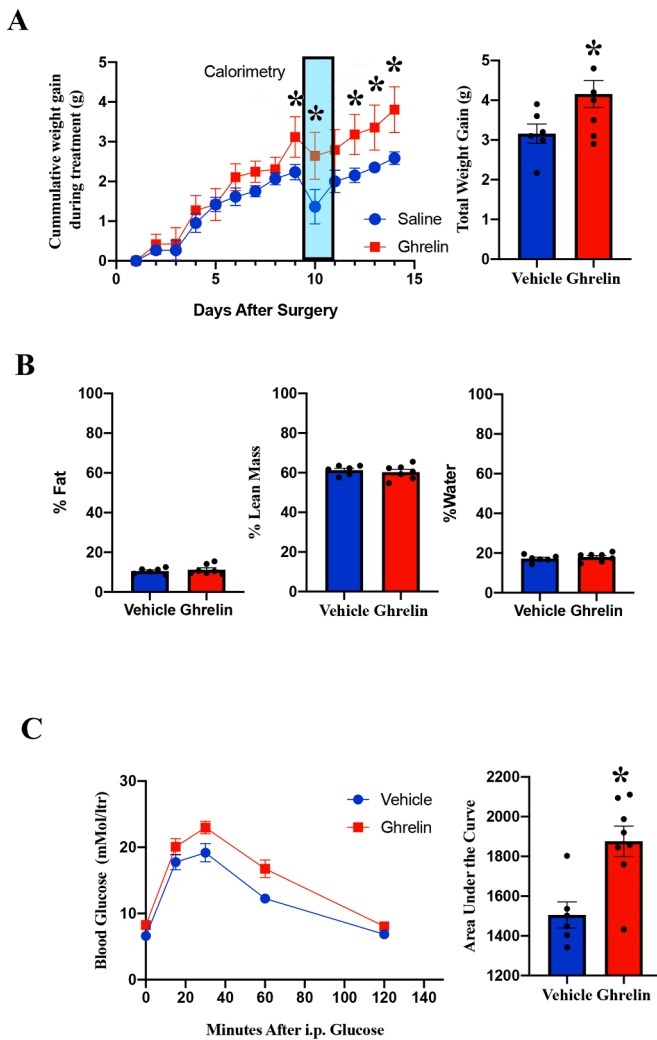 A
Cummulative weight gain
during treatment (g)
5
4
3
2
1
0
0
5
10
15
Calorimetry
*
*
*
*
*
Saline
Ghrelin
Days After Surgery
Total Weight Gain (g)
5
4
3
2
1
0
*
Vehicle Ghrelin
B
% Fat
100
80
60
40
20
0
Vehicle Ghrelin
% Lean Mass
100
80
60
40
20
0
Vehicle Ghrelin
%Water
100
80
60
40
20
0
Vehicle Ghrelin
C
Blood Glucose (mMol/ltr)
30
20
10
0
0
20
40
60
80
100
120
140
Vehicle
Ghrelin
Minutes After i.p. Glucose
Area Under the Curve
2200
2000
1800
1600
1400
1200
*
Vehicle Ghrelin